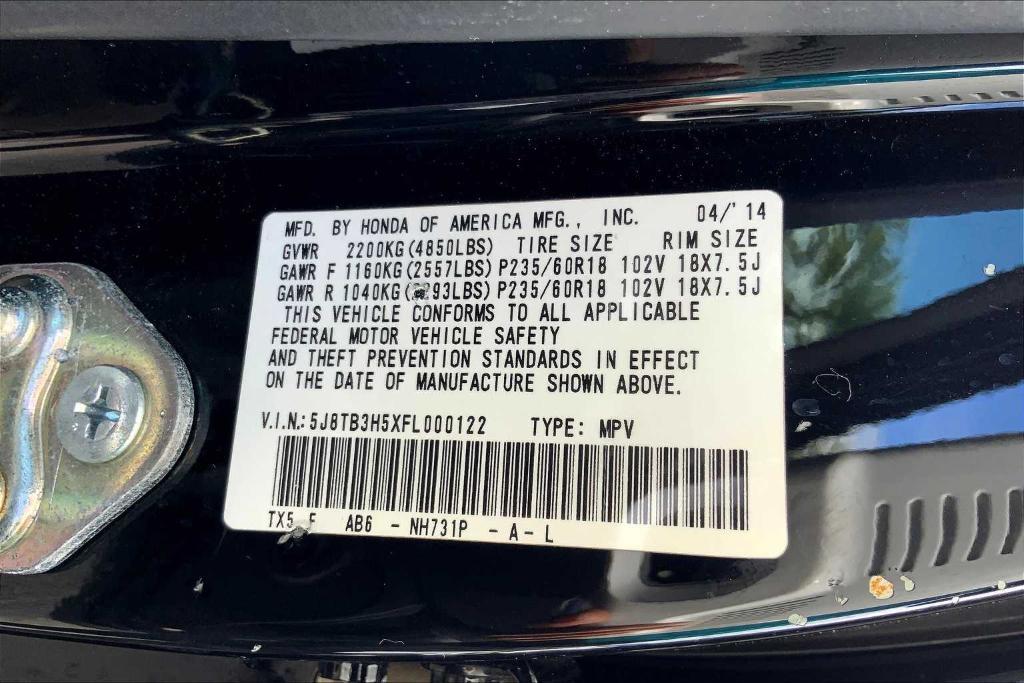 MFD. BY HONDA OF AMERICA MFG., INC. 04/'14
GVWR 2200KG(4850LBS) TIRE SIZE RIM SIZE
GAWR F 1160KG(2557LBS) P235/60R18 102V 18X7.5J
GAWR R 1040KG( 293LBS) P235/60R18 102V 18X7.5J
THIS VEHICLE CONFORMS TO ALL APPLICABLE
FEDERAL MOTOR VEHICLE SAFETY
AND THEFT PREVENTION STANDARDS IN EFFECT
ON THE DATE OF MANUFACTURE SHOWN ABOVE.
V.I.N.: 5J8TB3H5XFL000122 TYPE: MPV
TX5 F AB6 - NH731P - A - L